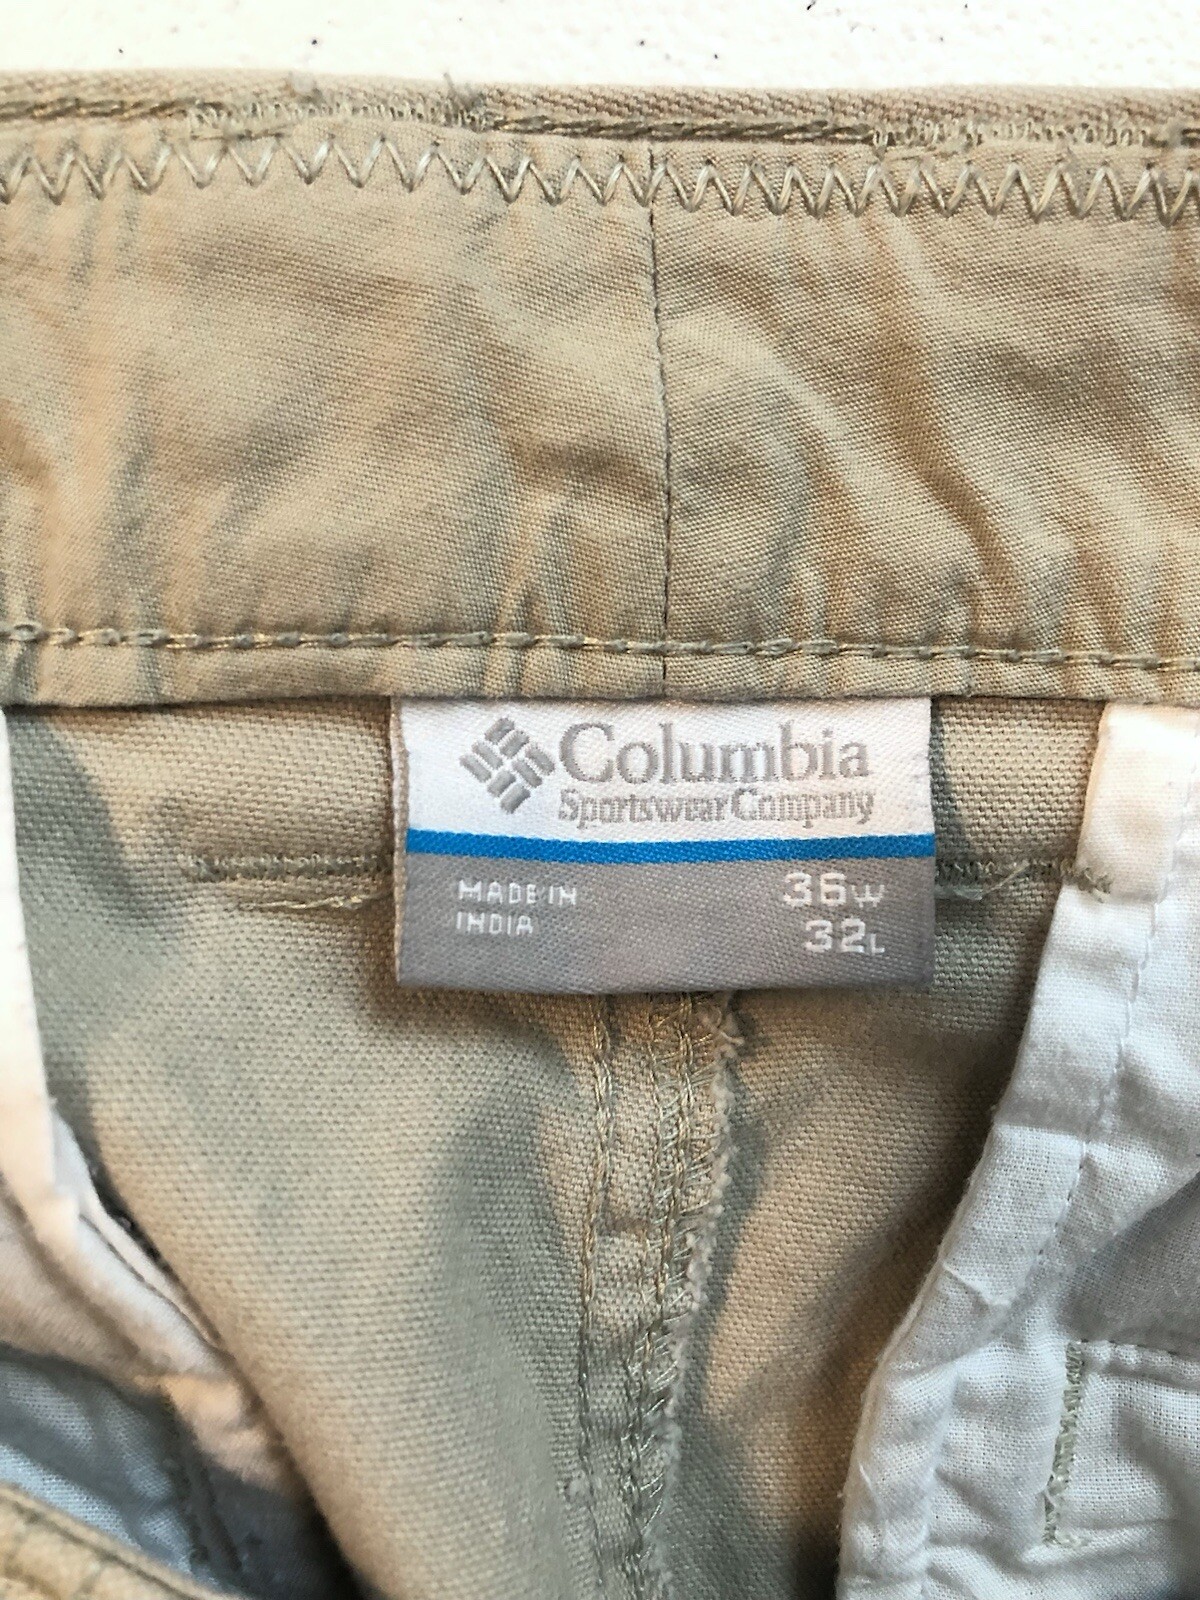 Columbia
Sportswear Company
MADE IN
INDIA
36W
32L